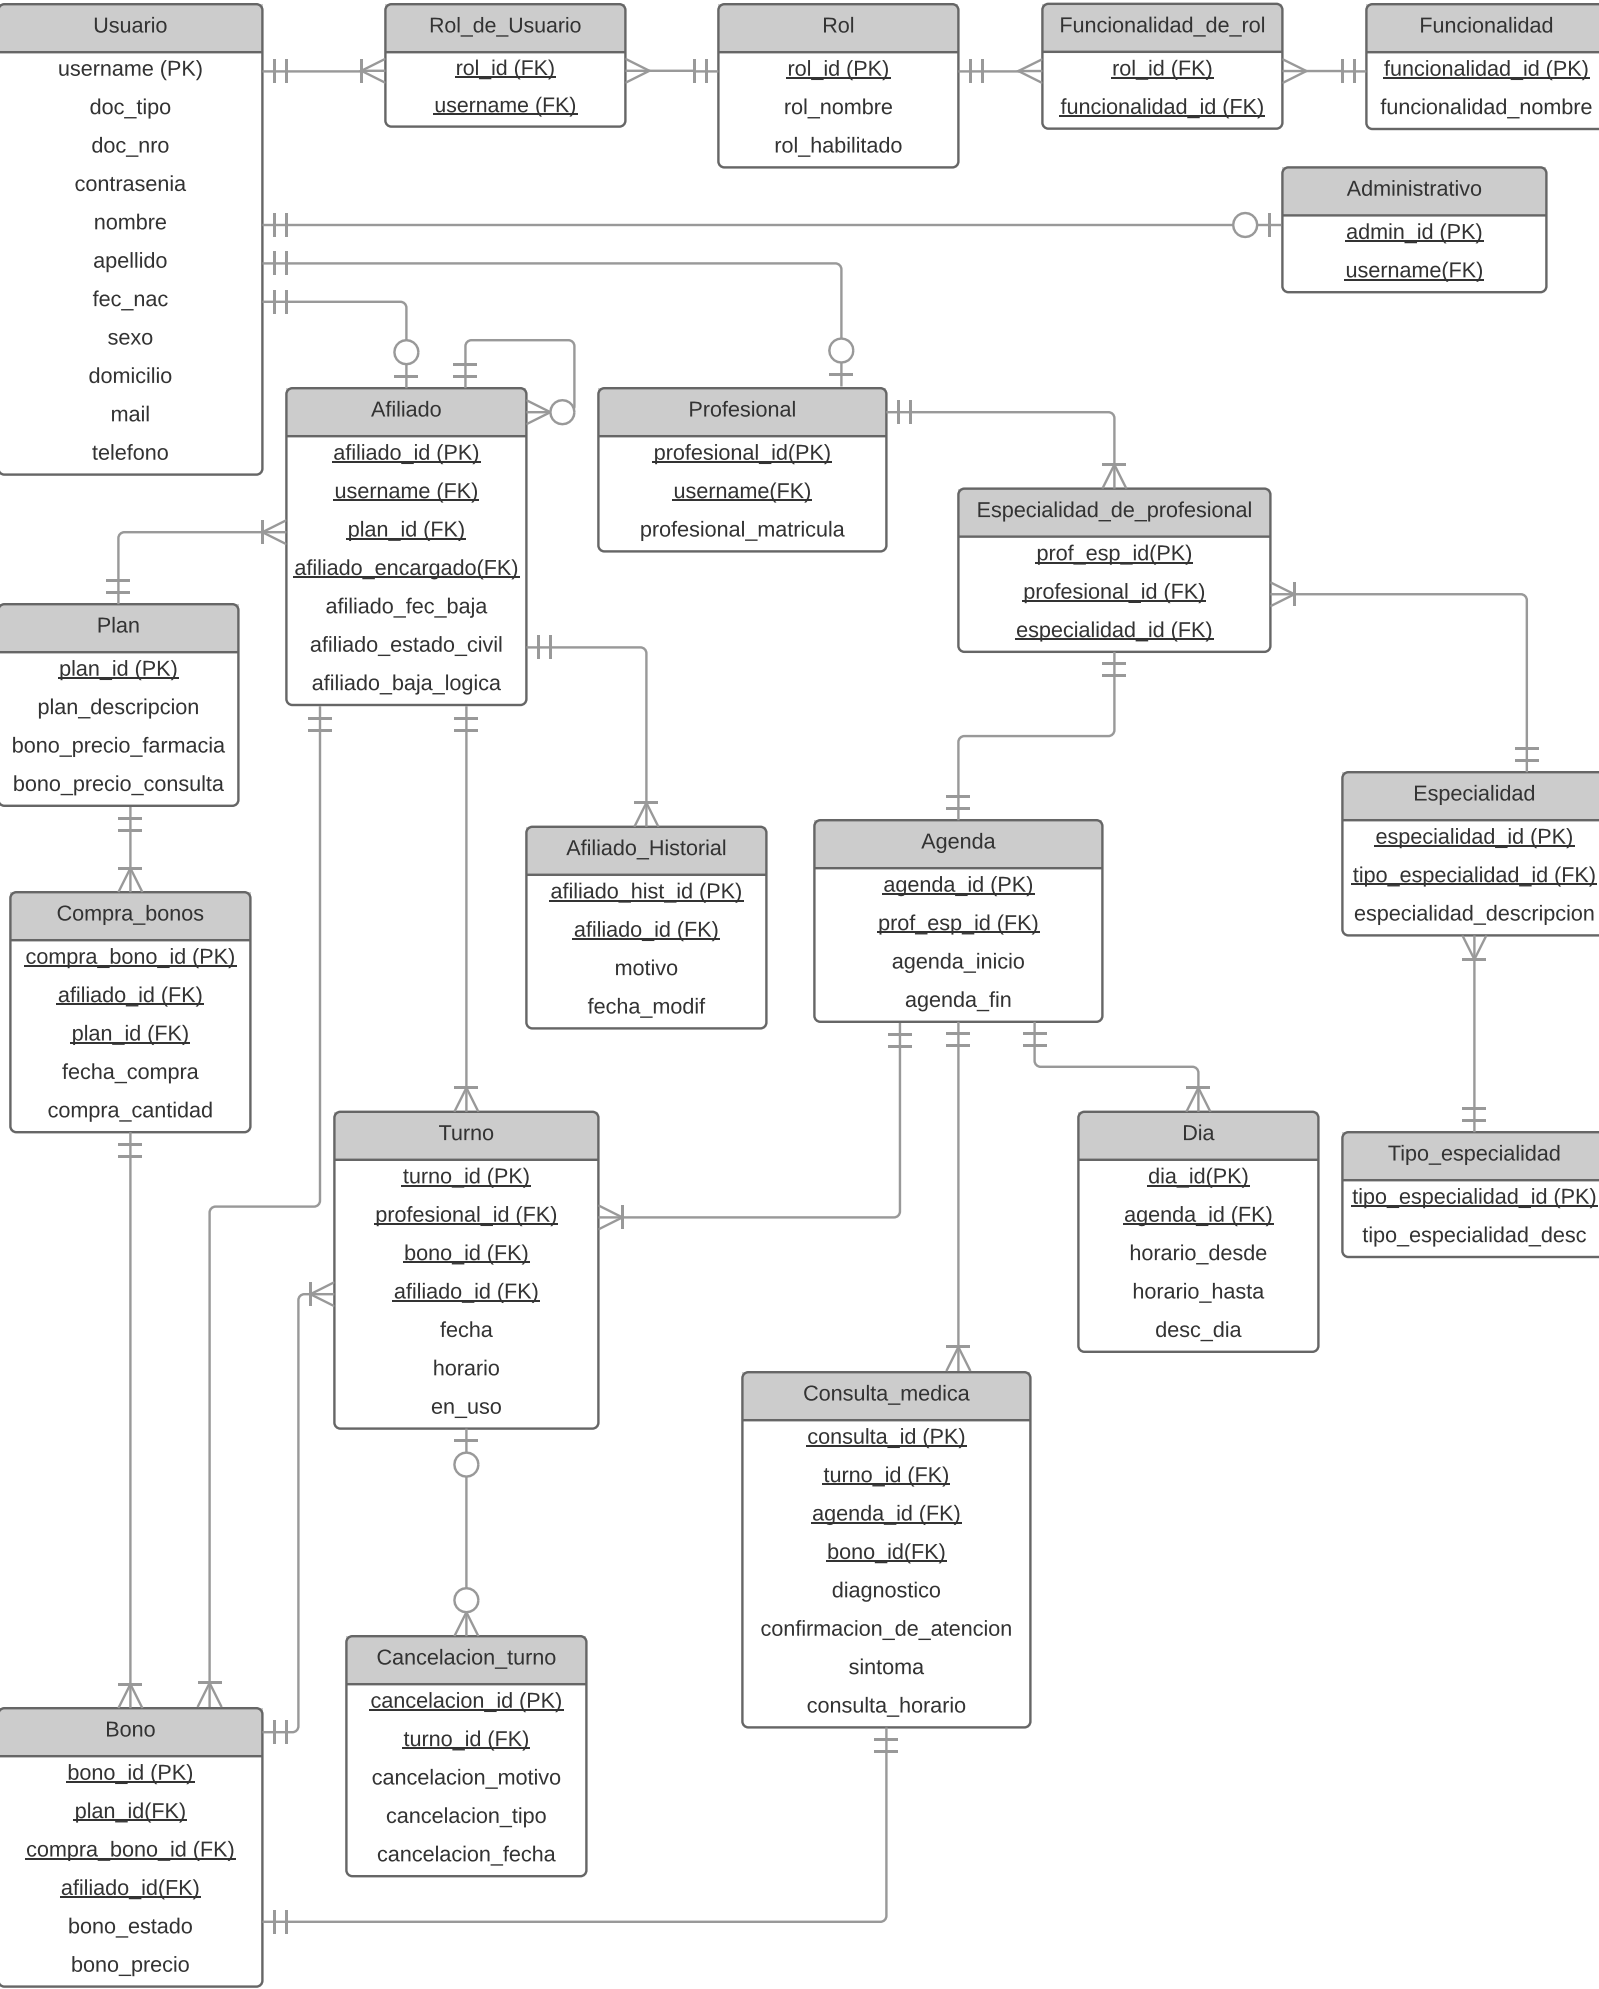 Usuario
username (PK)
doc_tipo
doc_nro
contrasenia
nombre
apellido
fec_nac
sexo
domicilio
mail
telefono
Rol_de_Usuario
rol_id (FK)
username (FK)
Rol
rol_id (PK)
rol_nombre
rol_habilitado
Funcionalidad_de_rol
rol_id (FK)
funcionalidad_id (FK)
Funcionalidad
funcionalidad_id (PK)
funcionalidad_nombre
Administrativo
admin_id (PK)
username(FK)
Afiliado
afiliado_id (PK)
username (FK)
plan_id (FK)
afiliado_encargado(FK)
afiliado_fec_baja
afiliado_estado_civil
afiliado_baja_logica
Profesional
profesional_id(PK)
username(FK)
profesional_matricula
Especialidad_de_profesional
prof_esp_id(PK)
profesional_id (FK)
especialidad_id (FK)
Plan
plan_id (PK)
plan_descripcion
bono_precio_farmacia
bono_precio_consulta
Compra_bonos
compra_bono_id (PK)
afiliado_id (FK)
plan_id (FK)
fecha_compra
compra_cantidad
Afiliado_Historial
afiliado_hist_id (PK)
afiliado_id (FK)
motivo
fecha_modif
Agenda
agenda_id (PK)
prof_esp_id (FK)
agenda_inicio
agenda_fin
Especialidad
especialidad_id (PK)
tipo_especialidad_id (FK)
especialidad_descripcion
Turno
turno_id (PK)
profesional_id (FK)
bono_id (FK)
afiliado_id (FK)
fecha
horario
en_uso
Dia
dia_id(PK)
agenda_id (FK)
horario_desde
horario_hasta
desc_dia
Tipo_especialidad
tipo_especialidad_id (PK)
tipo_especialidad_desc
Consulta_medica
consulta_id (PK)
turno_id (FK)
agenda_id (FK)
bono_id(FK)
diagnostico
confirmacion_de_atencion
sintoma
consulta_horario
Cancelacion_turno
cancelacion_id (PK)
turno_id (FK)
cancelacion_motivo
cancelacion_tipo
cancelacion_fecha
Bono
bono_id (PK)
plan_id(FK)
compra_bono_id (FK)
afiliado_id(FK)
bono_estado
bono_precio